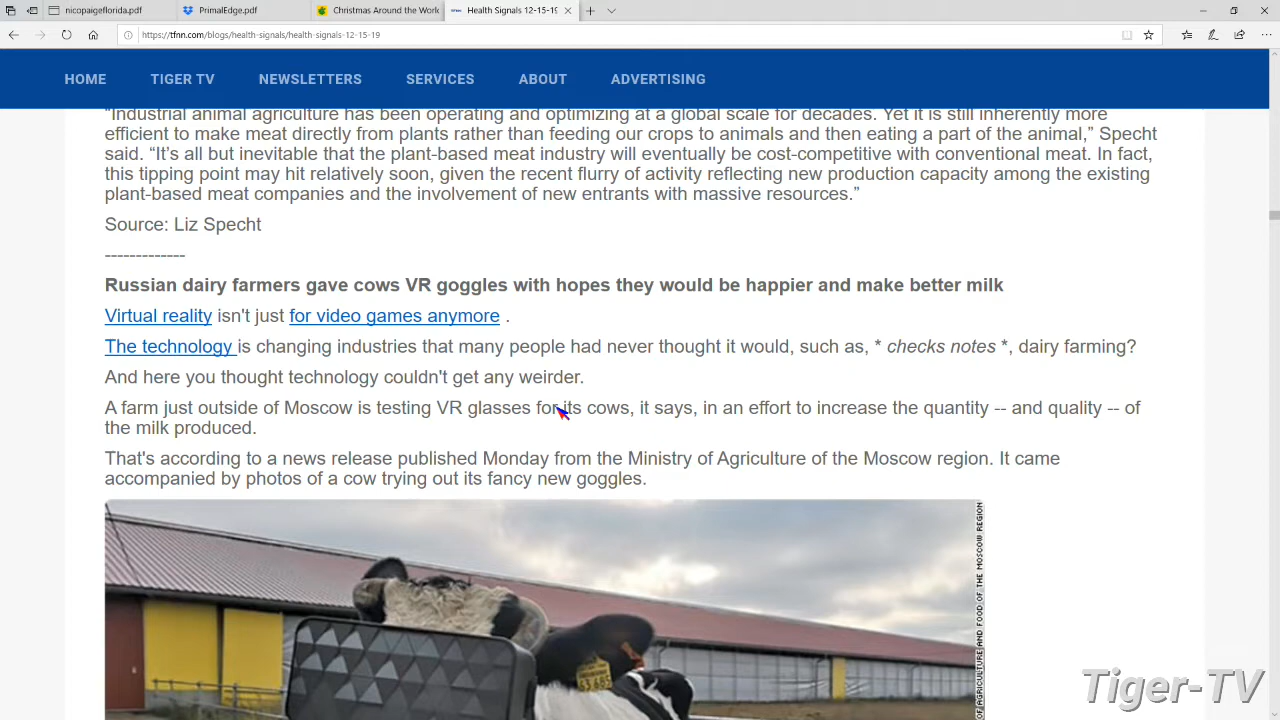 nicopaigeflorida.pdf
PrimalEdge.pdf
Christmas Around the Work
Health Signals 12-15-19
https://tfnn.com/blogs/health-signals/health-signals-12-15-19
HOME TIGER TV NEWSLETTERS SERVICES ABOUT ADVERTISING
"Industrial animal agriculture has been operating and optimizing at a global scale for decades. Yet it is still inherently more
efficient to make meat directly from plants rather than feeding our crops to animals and then eating a part of the animal,” Specht
said. “It’s all but inevitable that the plant-based meat industry will eventually be cost-competitive with conventional meat. In fact,
this tipping point may hit relatively soon, given the recent flurry of activity reflecting new production capacity among the existing
plant-based meat companies and the involvement of new entrants with massive resources.”
Source: Liz Specht
-------------
Russian dairy farmers gave cows VR goggles with hopes they would be happier and make better milk
Virtual reality isn't just for video games anymore .
The technology is changing industries that many people had never thought it would, such as, * checks notes *, dairy farming?
And here you thought technology couldn't get any weirder.
A farm just outside of Moscow is testing VR glasses for its cows, it says, in an effort to increase the quantity -- and quality -- of
the milk produced.
That's according to a news release published Monday from the Ministry of Agriculture of the Moscow region. It came
accompanied by photos of a cow trying out its fancy new goggles.
OF AGRICULTURE AND FOOD OF THE MOSCOW REGION
Tiger-TV